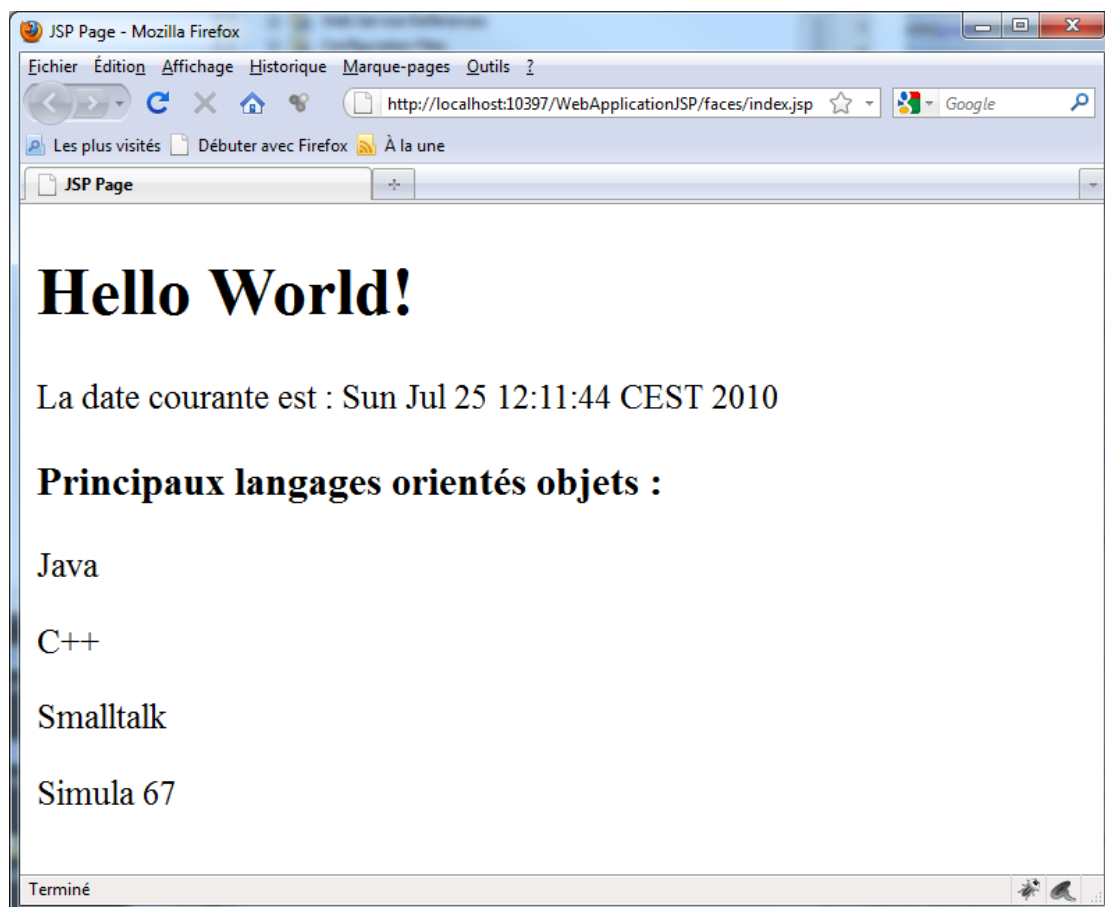 JSP Page - Mozilla Firefox
Fichier Édition Affichage Historique Marque-pages Outils ?
http://localhost:10397/WebApplicationJSP/faces/index.jsp Google
Les plus visités Débuter avec Firefox À la une
JSP Page
Hello World!
La date courante est : Sun Jul 25 12:11:44 CEST 2010
Principaux langages orientés objets :
Java
C++
Smalltalk
Simula 67
Terminé